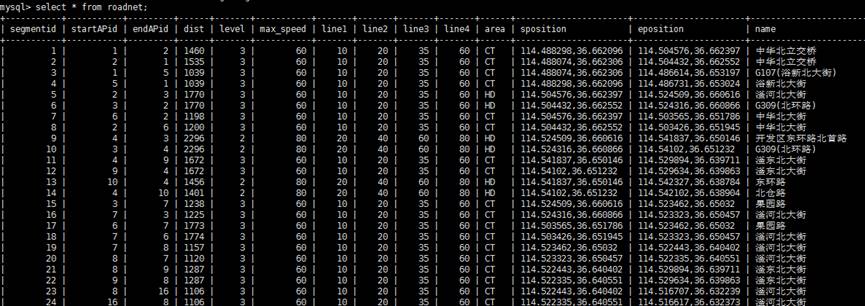 mysql> select * from roadnet;
| segmentid | startAPid | endAPid | dist | level | max_speed | line1 | line2 | line3 | line4 | area | sposition | eposition | name
| 1 | 1 | 2 | 1460 | 3 | 60 | 10 | 20 | 35 | 60 | CT | 114.488298,36.662096 | 114.504576,36.662397 | 中华北立交桥
| 2 | 2 | 1 | 1535 | 3 | 60 | 10 | 20 | 35 | 60 | CT | 114.488074,36.662306 | 114.504432,36.662552 | 中华北立交桥
| 3 | 1 | 5 | 1039 | 3 | 60 | 10 | 20 | 35 | 60 | CT | 114.488074,36.662306 | 114.486614,36.653197 | G107(浴新北大街)
| 4 | 5 | 1 | 1039 | 3 | 60 | 10 | 20 | 35 | 60 | CT | 114.488298,36.662096 | 114.486731,36.653024 | 浴新北大街
| 5 | 2 | 3 | 1770 | 3 | 60 | 10 | 20 | 35 | 60 | HD | 114.504576,36.662397 | 114.524509,36.660616 | 滏河北大街
| 6 | 3 | 2 | 1770 | 3 | 60 | 10 | 20 | 35 | 60 | HD | 114.504432,36.662552 | 114.524316,36.660866 | G309(北环路)
| 7 | 6 | 2 | 1198 | 3 | 60 | 10 | 20 | 35 | 60 | CT | 114.504576,36.662397 | 114.503565,36.651786 | 中华北大街
| 8 | 2 | 6 | 1200 | 3 | 60 | 10 | 20 | 35 | 60 | CT | 114.504432,36.662552 | 114.503426,36.651945 | 中华北大街
| 9 | 4 | 3 | 2296 | 2 | 80 | 20 | 40 | 60 | 80 | HD | 114.524509,36.660616 | 114.541837,36.650146 | 开发区东环路北首路
| 10 | 3 | 4 | 2296 | 2 | 80 | 20 | 40 | 60 | 80 | HD | 114.524316,36.660866 | 114.54102,36.651232 | G309(北环路)
| 11 | 4 | 9 | 1672 | 3 | 60 | 10 | 20 | 35 | 60 | CT | 114.541837,36.650146 | 114.529894,36.639711 | 滏东北大街
| 12 | 9 | 4 | 1672 | 3 | 60 | 10 | 20 | 35 | 60 | CT | 114.54102,36.651232 | 114.529634,36.639863 | 滏东北大街
| 13 | 10 | 4 | 1456 | 2 | 80 | 20 | 40 | 60 | 80 | HD | 114.541837,36.650146 | 114.542327,36.638784 | 东环路
| 14 | 4 | 10 | 1401 | 2 | 80 | 20 | 40 | 60 | 80 | HD | 114.54102,36.651232 | 114.542102,36.638904 | 北仓路
| 15 | 3 | 7 | 1238 | 3 | 60 | 10 | 20 | 35 | 60 | CT | 114.524509,36.660616 | 114.523462,36.65032 | 果园路
| 16 | 7 | 3 | 1225 | 3 | 60 | 10 | 20 | 35 | 60 | CT | 114.524316,36.660866 | 114.523323,36.650457 | 滏河北大街
| 17 | 6 | 7 | 1773 | 3 | 60 | 10 | 20 | 35 | 60 | CT | 114.503565,36.651786 | 114.523462,36.65032 | 果园路
| 18 | 7 | 6 | 1774 | 3 | 60 | 10 | 20 | 35 | 60 | CT | 114.503426,36.651945 | 114.523323,36.650457 | 滏河北大街
| 19 | 7 | 8 | 1157 | 3 | 60 | 10 | 20 | 35 | 60 | CT | 114.523462,36.65032 | 114.522443,36.640402 | 滏河北大街
| 20 | 8 | 7 | 1120 | 3 | 60 | 10 | 20 | 35 | 60 | CT | 114.523323,36.650457 | 114.522335,36.640551 | 滏河北大街
| 21 | 8 | 9 | 1287 | 3 | 60 | 10 | 20 | 35 | 60 | CT | 114.522443,36.640402 | 114.529894,36.639711 | 滏东北大街
| 22 | 9 | 8 | 1287 | 3 | 60 | 10 | 20 | 35 | 60 | CT | 114.522335,36.640551 | 114.529634,36.639863 | 滏东北大街
| 23 | 8 | 16 | 1106 | 3 | 60 | 10 | 20 | 35 | 60 | CT | 114.522443,36.640402 | 114.516707,36.632239 | 滏河北大街
| 24 | 16 | 8 | 1106 | 3 | 60 | 10 | 20 | 35 | 60 | CT | 114.522335,36.640551 | 114.516617,36.632373 | 滏河北大街